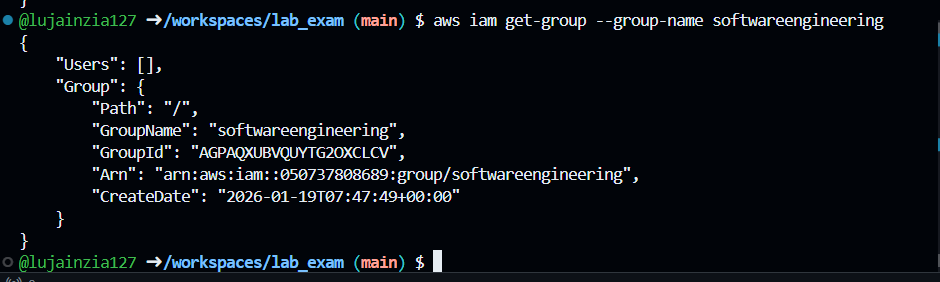 }
@lujainzia127 ➜/workspaces/lab_exam (main) $ aws iam get-group --group-name softwareengineering
{
    "Users": [],
    "Group": {
        "Path": "/",
        "GroupName": "softwareengineering",
        "GroupId": "AGPAQXUBVQUYTG2OXCLCV",
        "Arn": "arn:aws:iam::050737808689:group/softwareengineering",
        "CreateDate": "2026-01-19T07:47:49+00:00"
    }
}
@lujainzia127 ➜/workspaces/lab_exam (main) $